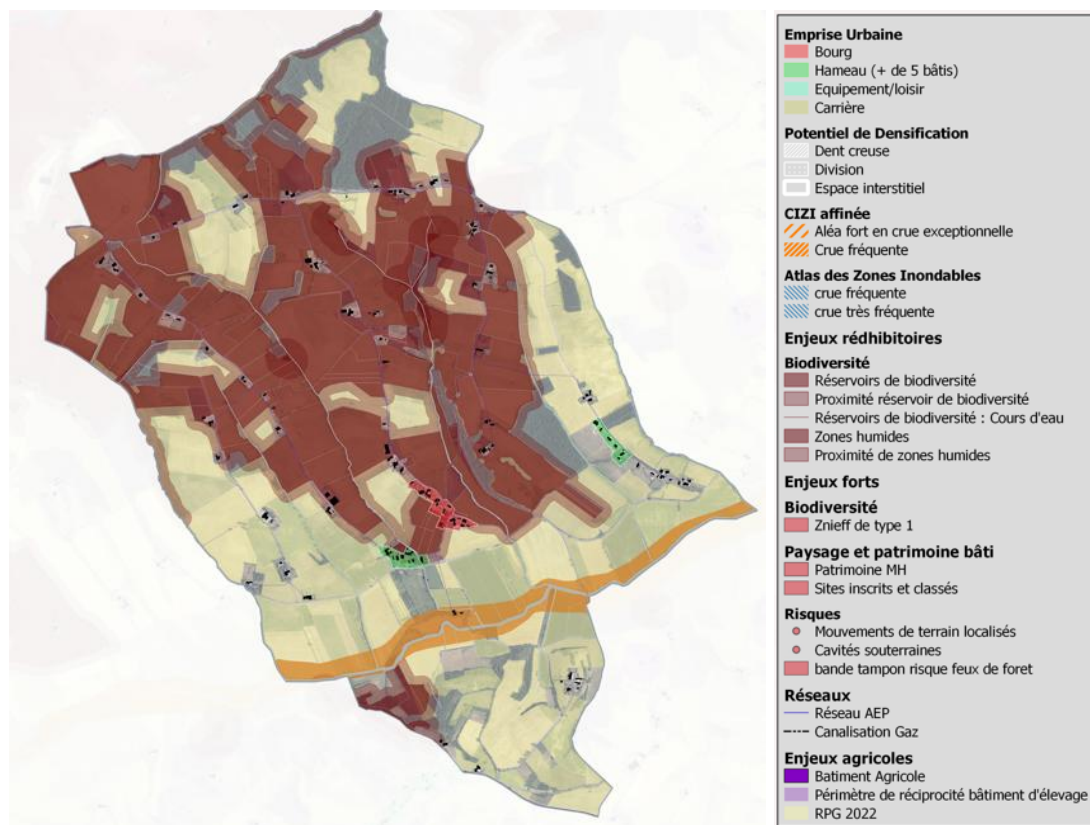 Emprise Urbaine
Bourg
Hameau (+ de 5 bâtis)
Equipement/loisir
Carrière
Potentiel de Densification
Dent creuse
Division
Espace interstitiel
CIZI affinée
Aléa fort en crue exceptionnelle
Crue fréquente
Atlas des Zones Inondables
crue fréquente
crue très fréquente
Enjeux rédhibitoires
Biodiversité
Réservoirs de biodiversité
Proximité réservoir de biodiversité
Réservoirs de biodiversité : Cours d'eau
Zones humides
Proximité de zones humides
Enjeux forts
Biodiversité
Znieff de type 1
Paysage et patrimoine bâti
Patrimoine MH
Sites inscrits et classés
Risques
Mouvements de terrain localisés
Cavités souterraines
bande tampon risque feux de foret
Réseaux
Réseau AEP
Canalisation Gaz
Enjeux agricoles
Batiment Agricole
Périmètre de réciprocité bâtiment d'élevage
RPG 2022